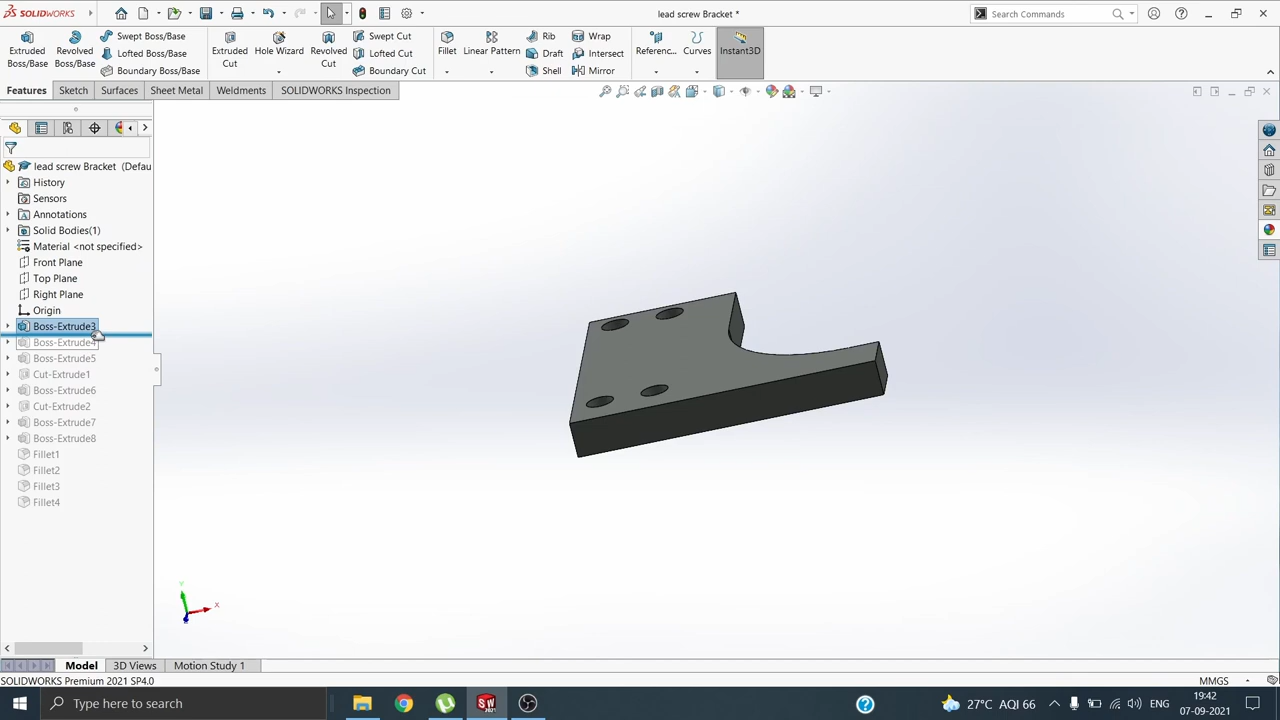 SOLIDWORKS
lead screw Bracket *
Search Commands
Extruded Boss/Base
Revolved Boss/Base
Swept Boss/Base
Lofted Boss/Base
Boundary Boss/Base
Extruded Cut
Hole Wizard
Revolved Cut
Swept Cut
Lofted Cut
Boundary Cut
Fillet
Linear Pattern
Rib
Draft
Shell
Wrap
Intersect
Mirror
Referenc...
Curves
Instant3D
Features
Sketch
Surfaces
Sheet Metal
Weldments
SOLIDWORKS Inspection
lead screw Bracket (Defau
History
Sensors
Annotations
Solid Bodies(1)
Material <not specified>
Front Plane
Top Plane
Right Plane
Origin
Boss-Extrude3
Boss-Extrude4
Boss-Extrude5
Cut-Extrude1
Boss-Extrude6
Cut-Extrude2
Boss-Extrude7
Boss-Extrude8
Fillet1
Fillet2
Fillet3
Fillet4
Y
X
Model
3D Views
Motion Study 1
SOLIDWORKS Premium 2021 SP4.0
MMGS
Type here to search
SW
2021
27°C AQI 66
ENG
19:42
07-09-2021